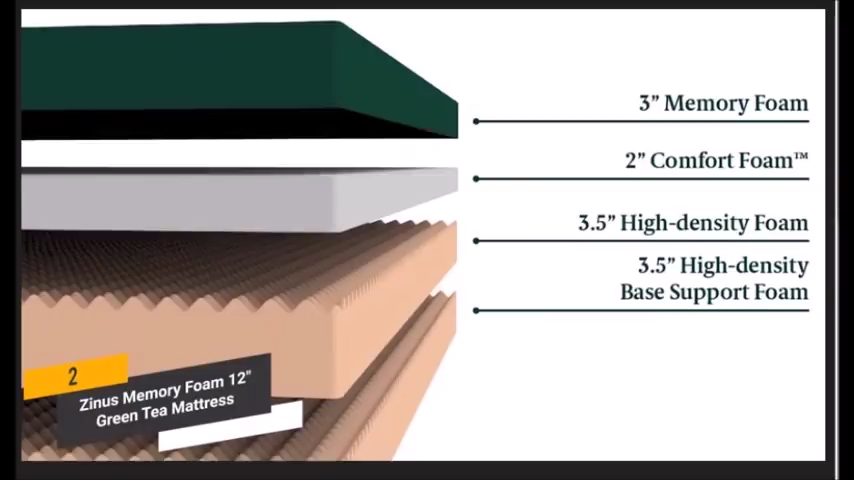 3” Memory Foam
2” Comfort Foam™
3.5” High-density Foam
3.5” High-density
Base Support Foam
2
Zinus Memory Foam 12"
Green Tea Mattress